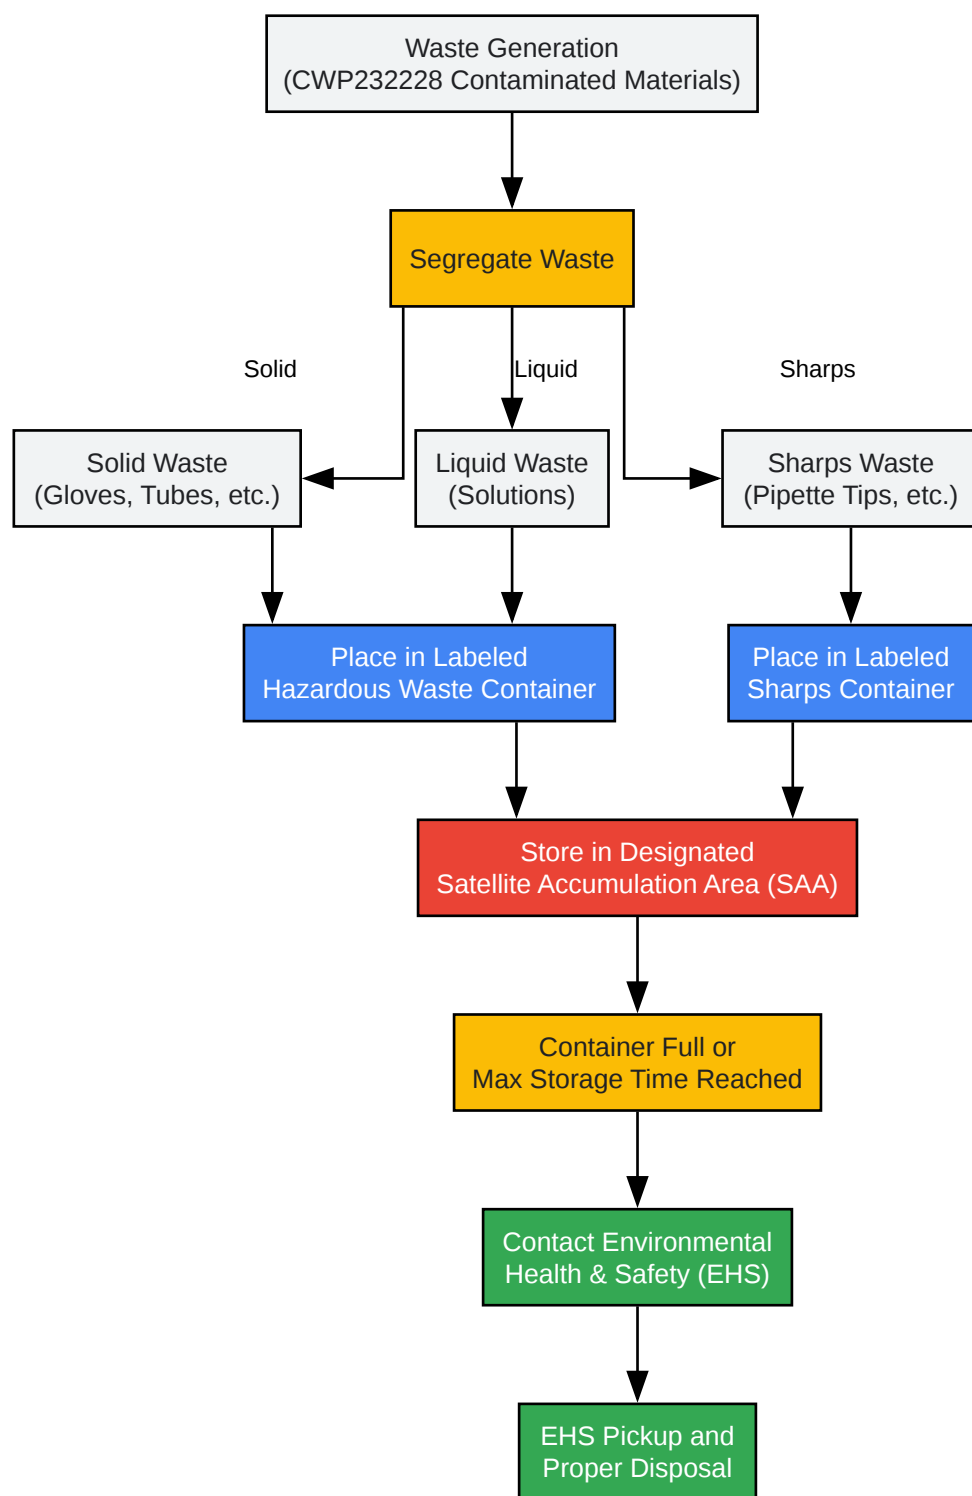 Waste Generation
(CWP232228 Contaminated Materials)
Segregate Waste
Solid
Liquid
Sharps
Solid Waste
(Gloves, Tubes, etc.)
Liquid Waste
(Solutions)
Sharps Waste
(Pipette Tips, etc.)
Place in Labeled
Hazardous Waste Container
Place in Labeled
Sharps Container
Store in Designated
Satellite Accumulation Area (SAA)
Container Full or
Max Storage Time Reached
Contact Environmental
Health & Safety (EHS)
EHS Pickup and
Proper Disposal